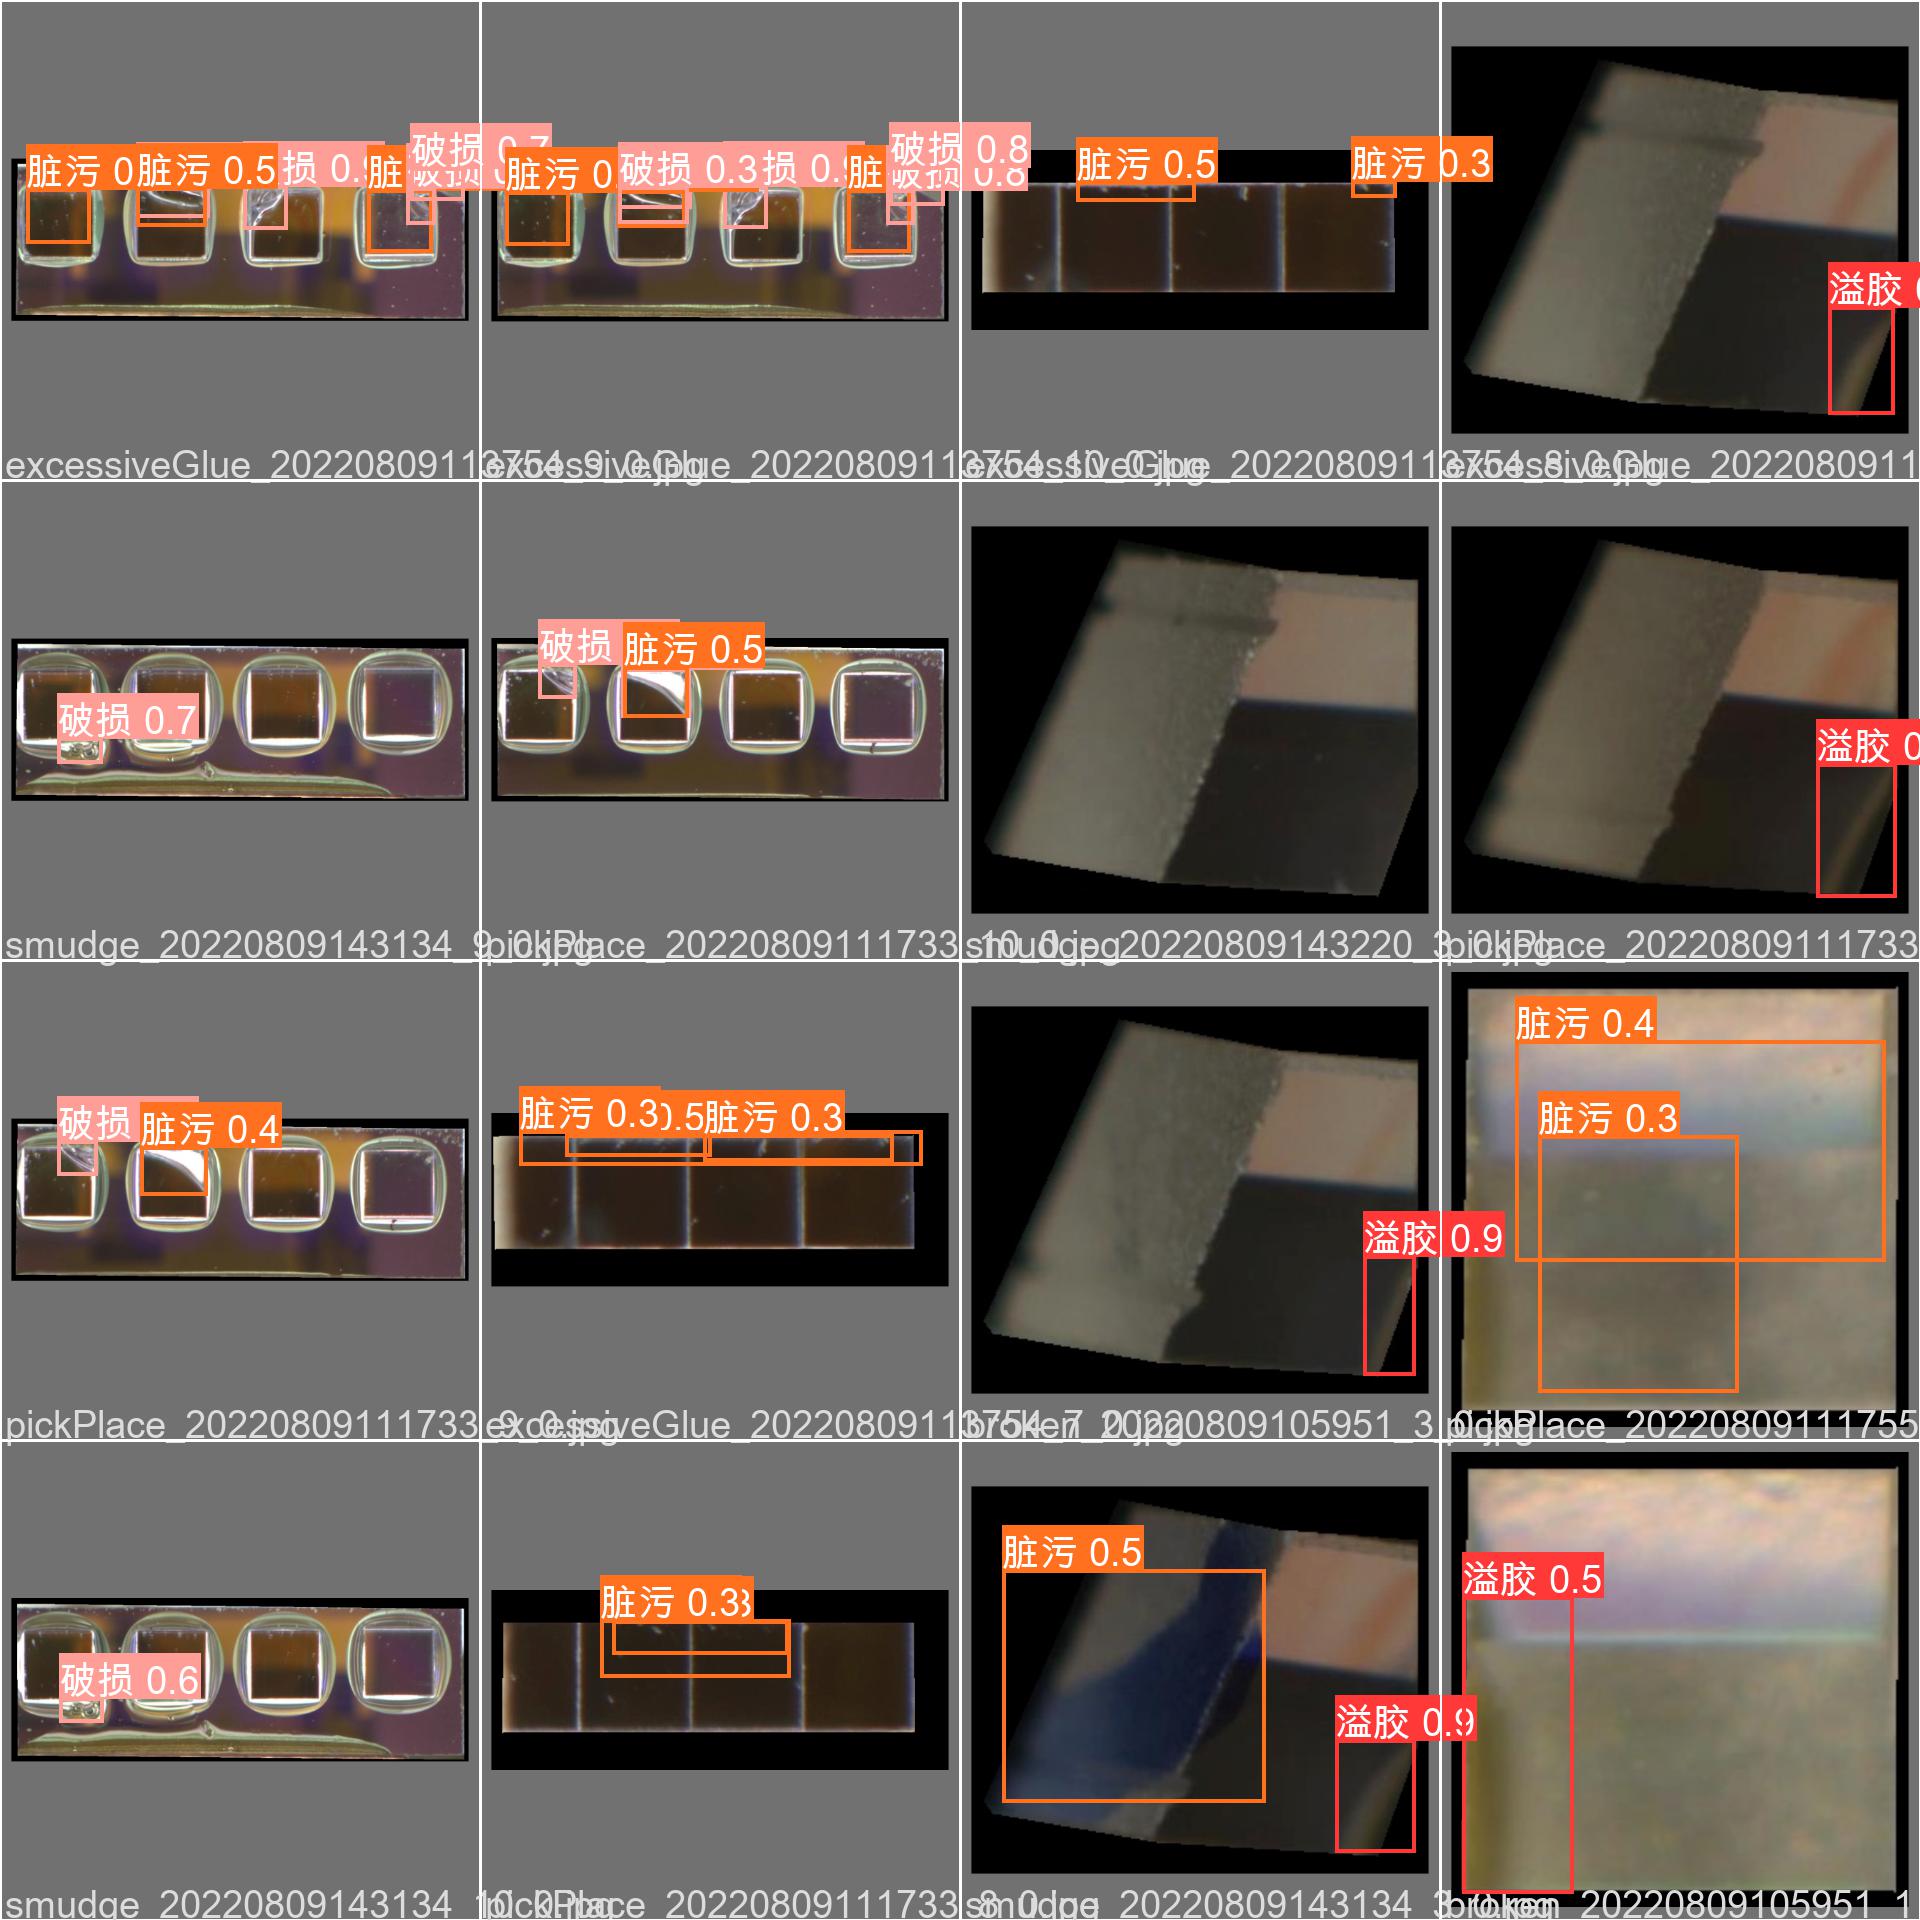 脏污
脏污 0.5
损
脏
破损 0.7
脏污 0.
破损 0.3
损
脏
破损 0.8
破损 0.8
脏污 0.5
脏污 0.3
溢胶
excessiveGlue_20220809113754_9_0.jpg
excessiveGlue_20220809113754_10_0.jpg
excessiveGlue_20220809113754_8_0.jpg
excessiveGlue_2022080911
破损 0.7
破损
脏污 0.5
溢胶 0
smudge_20220809143134_9_0.jpg
pickPlace_20220809111733_10_0.jpg
smudge_20220809143220_3_0.jpg
pickPlace_20220809111733
破损
脏污 0.4
脏污 0.3
0.5
脏污 0.3
溢胶 0.9
脏污 0.4
脏污 0.3
pickPlace_20220809111733_9_0.jpg
excessiveGlue_20220809113754_7_0.jpg
broken_20220809105951_3_0.jpg
pickPlace_20220809111755
破损 0.6
脏污 0.3
脏污 0.5
溢胶 0.9
溢胶 0.5
smudge_20220809143134_10_0.jpg
pickPlace_20220809111733_8_0.jpg
smudge_20220809143134_3_0.jpg
broken_20220809105951_1